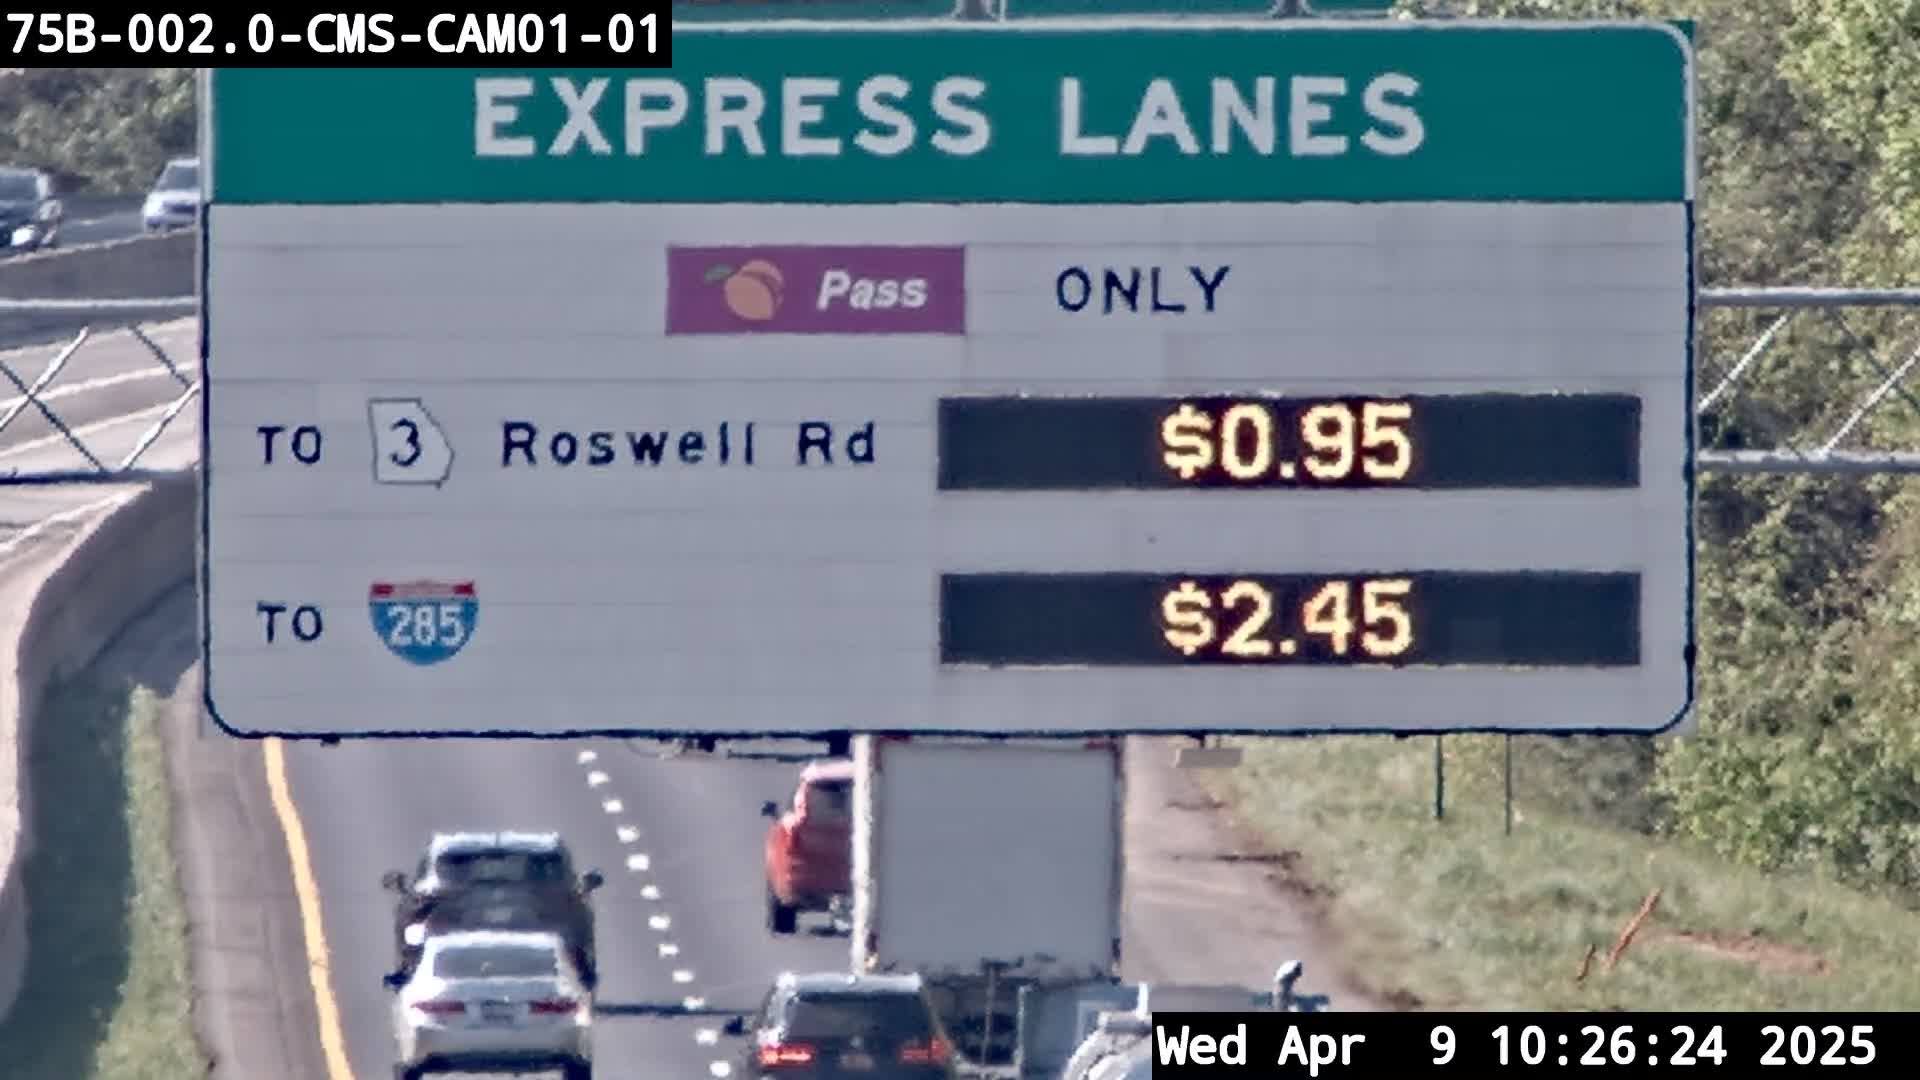 75B-002.0-CMS-CAM01-01
EXPRESS LANES
Pass ONLY
TO 3 Roswell Rd $0.95
TO 285 $2.45
Wed Apr 9 10:26:24 2025